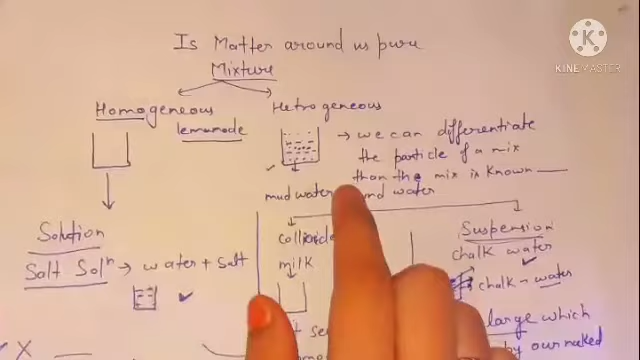 Is Matter around us pure
Mixture
Homogeneous
Hetrogeneous
lemonade
→ we can differentiate
the particle of a mix
than the mix is known
mud water
water
Solution
Salt Solⁿ → water + salt
milk
Suspension
chalk water
chalk - water
large which
by our naked
X
KINEMASTER